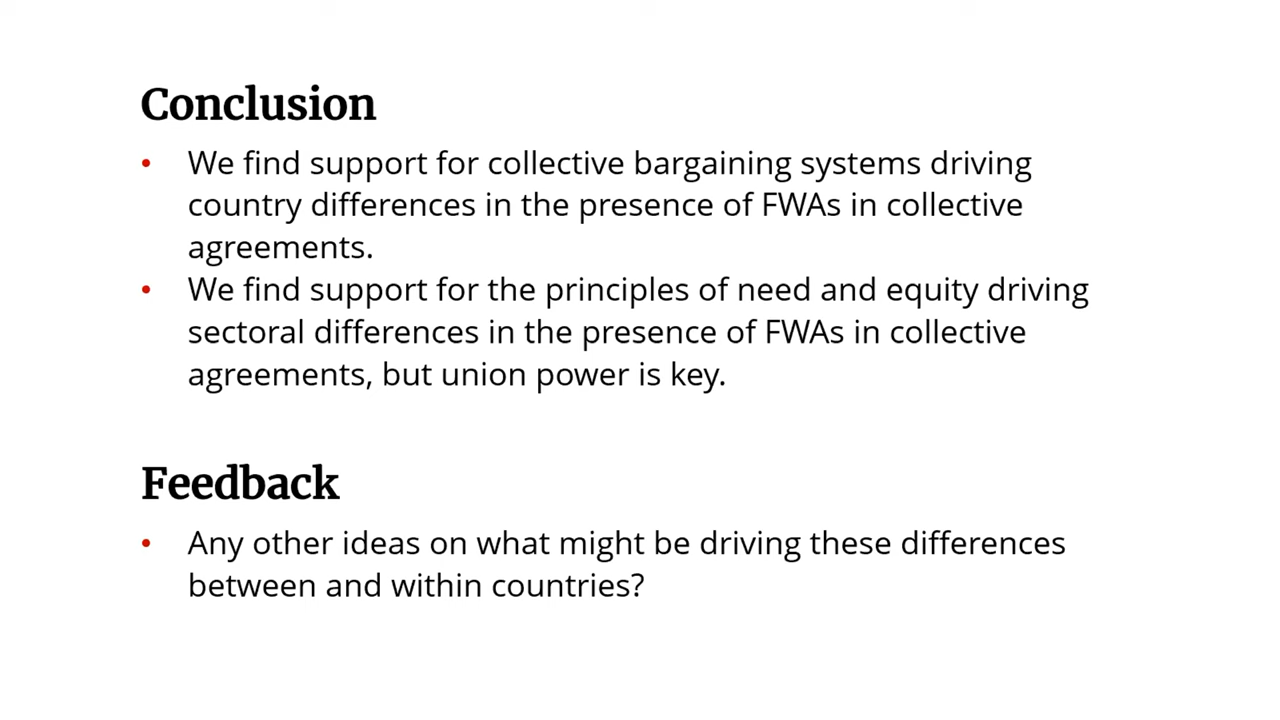 Conclusion
• We find support for collective bargaining systems driving
country differences in the presence of FWAs in collective
agreements.
• We find support for the principles of need and equity driving
sectoral differences in the presence of FWAs in collective
agreements, but union power is key.
Feedback
• Any other ideas on what might be driving these differences
between and within countries?